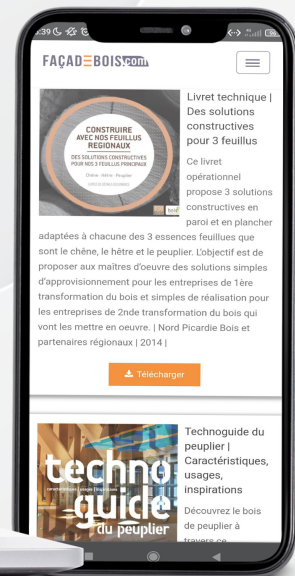 :39
FAÇADEBOIS.com
CONSTRUIRE
AVEC NOS FEUILLUS
RÉGIONAUX
DES SOLUTIONS CONSTRUCTIVES
POUR NOS 3 FEUILLUS PRINCIPAUX
Chêne - Hêtre - Peuplier
Livret technique |
Des solutions
constructives
pour 3 feuillus
Ce livret
opérationnel
propose 3 solutions
constructives en
paroi et en plancher
adaptées à chacune des 3 essences feuillues que
sont le chêne, le hêtre et le peuplier. L'objectif est de
proposer aux maîtres d'oeuvre des solutions simples
d'approvisionnement pour les entreprises de 1ère
transformation du bois et simples de réalisation pour
les entreprises de 2nde transformation du bois qui
vont les mettre en oeuvre. | Nord Picardie Bois et
partenaires régionaux | 2014 |
Télécharger
techno
guide
du peuplier
Technoguide du
peuplier |
Caractéristiques,
usages,
inspirations
Découvrez le bois
de peuplier à
travers ce